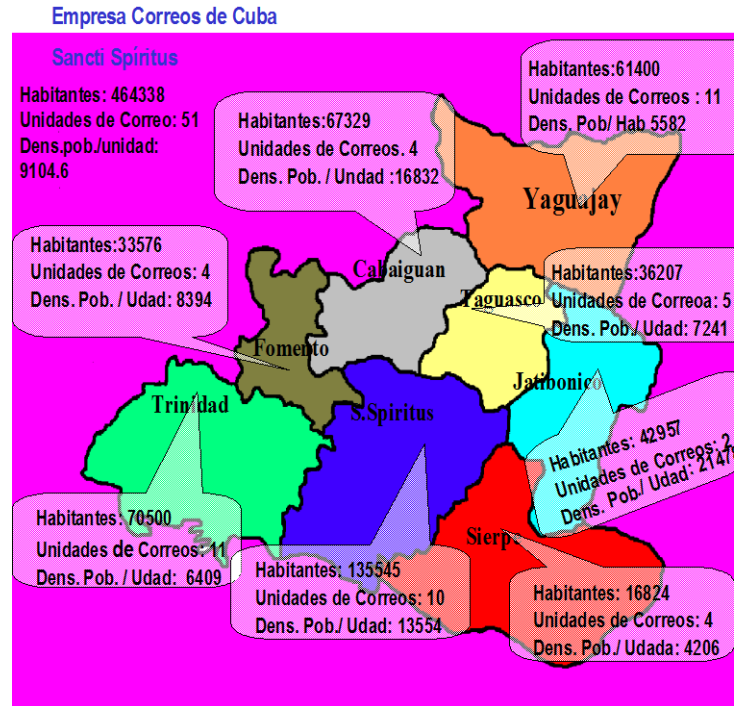 Empresa Correos de Cuba
Sancti Spíritus
Habitantes: 464338
Unidades de Correo: 51
Dens.pob./unidad:
9104.6
Habitantes:67329
Unidades de Correos. 4
Dens. Pob. / Undad :16832
Habitantes:61400
Unidades de Correos : 11
Dens. Pob/ Hab 5582
Yaguajay
Habitantes:33576
Unidades de Correos: 4
Dens. Pob. / Udad: 8394
Cabaiguan
Habitantes:36207
Unidades de Correoa: 5
Dens. Pob./ Udad: 7241
Taguasco
Fomento
Jatibonico
Trinidad
S.Spiritus
Habitantes: 42957
Unidades de Correos: 2
Dens. Pob./ Udad:
Sierpe
Habitantes: 70500
Unidades de Correos: 11
Dens. Pob. / Udad: 6409
Habitantes: 135545
Unidades de Correos: 10
Dens. Pob./ Udad: 13554
Habitantes: 16824
Unidades de Correos: 4
Dens. Pob./ Udada: 4206